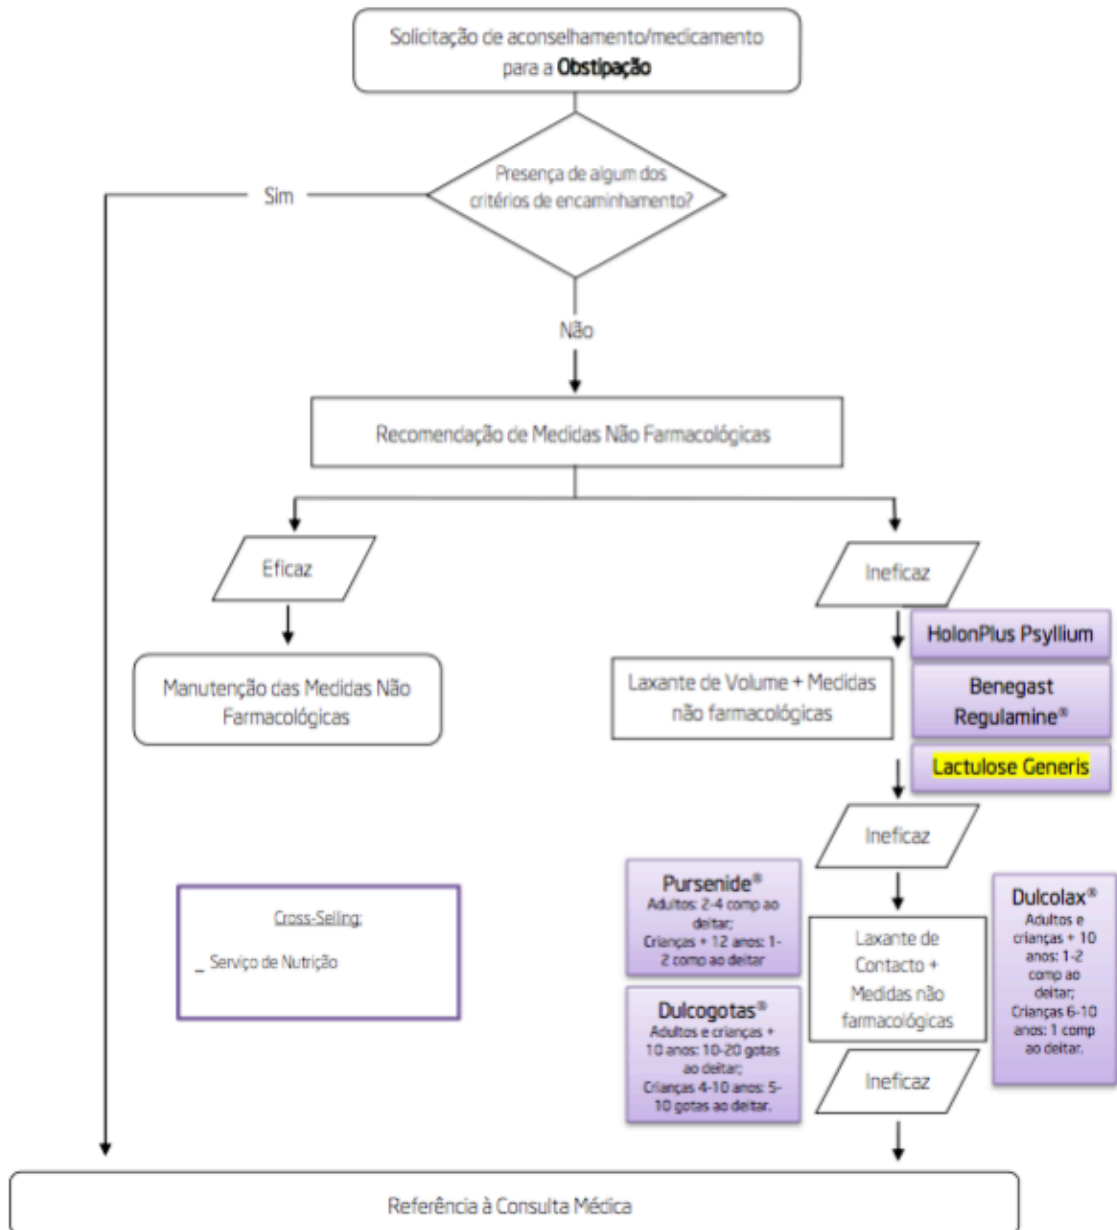 Solicitação de aconselhamento/medicamento
para a Obstipação
Presença de algum dos
critérios de encaminhamento?
Sim
Não
Recomendação de Medidas Não Farmacológicas
Eficaz
Ineficaz
Manutenção das Medidas Não
Farmacológicas
Laxante de Volume + Medidas
não farmacológicas
HolonPlus Psyllium
Benegast
Regulamine®
Lactulose Generis
Ineficaz
Cross-Selling:
_ Serviço de Nutrição
Pursenide®
Adultos: 2-4 comp ao
deitar;
Crianças + 12 anos: 1-
2 comp ao deitar
Dulcogotas®
Adultos e crianças +
10 anos: 10-20 gotas
ao deitar;
Crianças 4-10 anos: 5-
10 gotas ao deitar.
Laxante de
Contacto +
Medidas não
farmacológicas
Dulcolax®
Adultos e
crianças + 10
anos: 1-2
comp ao
deitar;
Crianças 6-10
anos: 1 comp
ao deitar.
Ineficaz
Referência à Consulta Médica